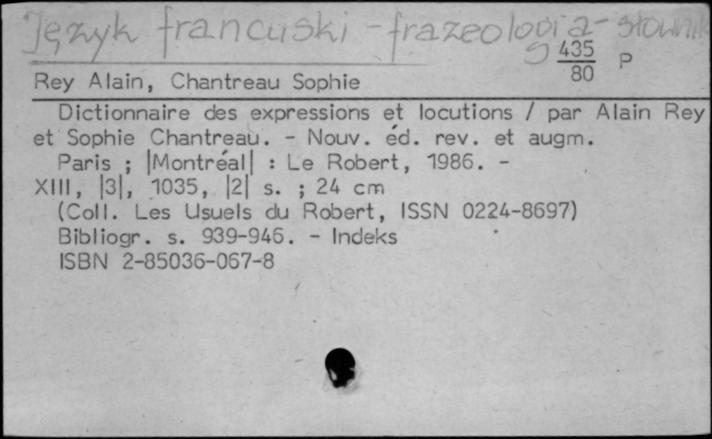 Język francuski - frazeologia - słownik
435
80 P
Rey Alain, Chantreau Sophie
Dictionnaire des expressions et locutions / par Alain Rey
et Sophie Chantreau. - Nouv. éd. rev. et augm.
Paris ; |Montréal| : Le Robert, 1986. -
XIII, |3|, 1035, |2| s. ; 24 cm
(Coll. Les Usuels du Robert, ISSN 0224-8697)
Bibliogr. s. 939-946. - Indeks
ISBN 2-85036-067-8